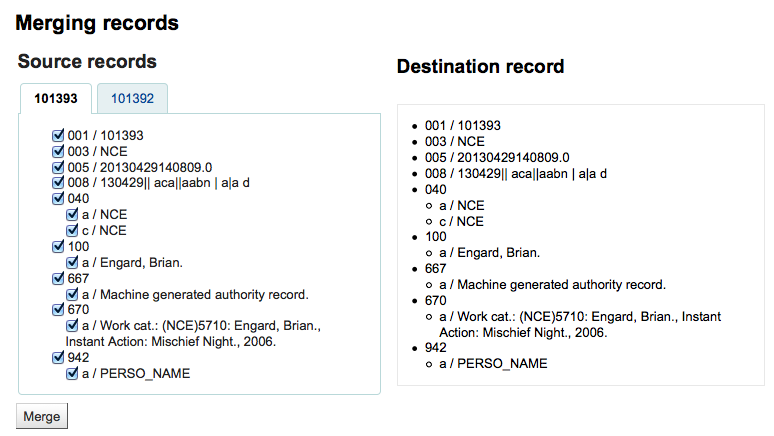 Merging records
Source records
101393
101392
001 / 101393
003 / NCE
005 / 20130429140809.0
008 / 130429|| aca||aabn | a|a d
040
a / NCE
c / NCE
100
a / Engard, Brian.
667
a / Machine generated authority record.
670
a / Work cat.: (NCE)5710: Engard, Brian.,
Instant Action: Mischief Night., 2006.
942
a / PERSO_NAME
Merge
Destination record
001 / 101393
003 / NCE
005 / 20130429140809.0
008 / 130429|| aca||aabn | a|a d
040
a / NCE
c / NCE
100
a / Engard, Brian.
667
a / Machine generated authority record.
670
a / Work cat.: (NCE)5710: Engard, Brian., Instant
Action: Mischief Night., 2006.
942
a / PERSO_NAME